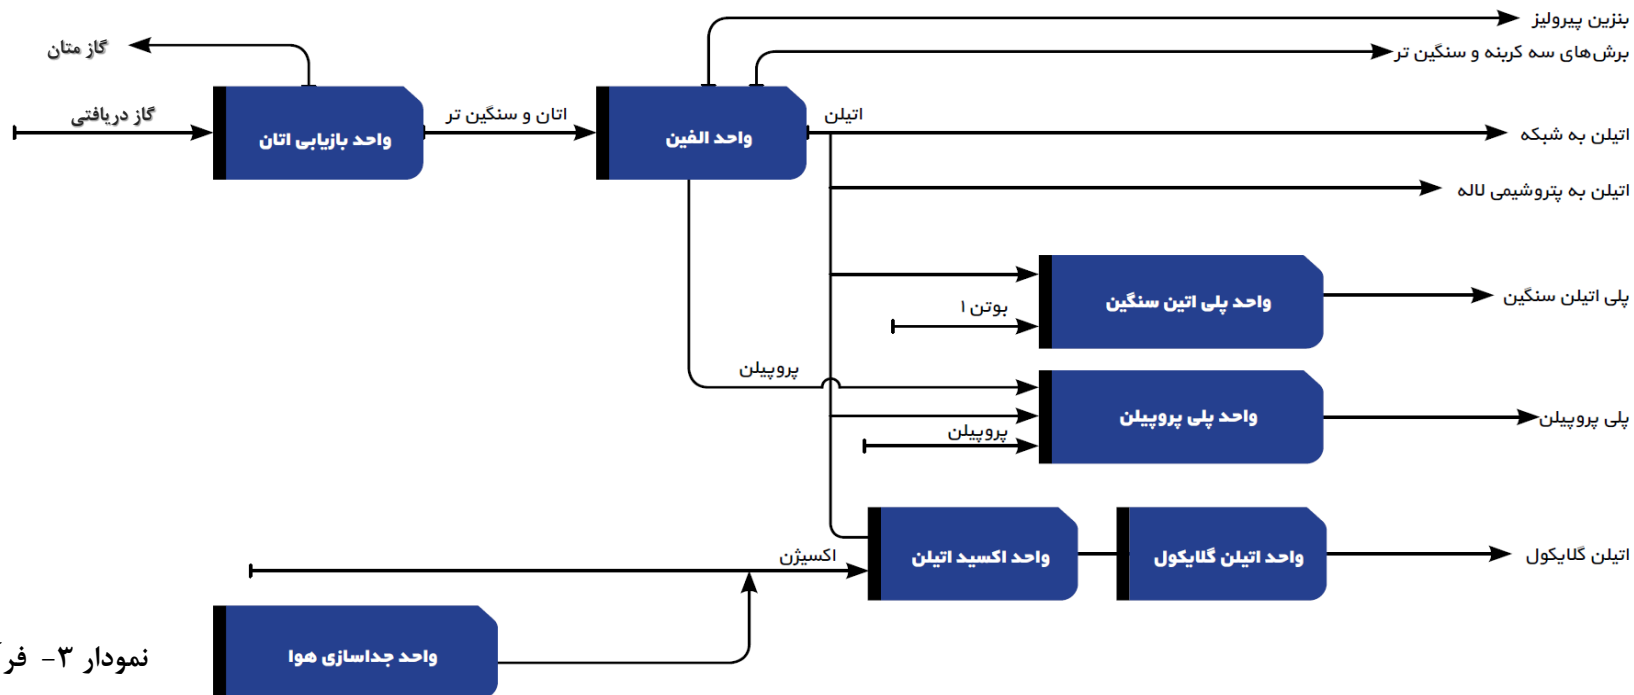 بنزین پیرولیز
برش‌های سه کربنه و سنگین تر
گاز متان
گاز دریافتی
واحد بازیابی اتان
اتان و سنگین تر
واحد الفین
اتیلن
اتیلن به شبکه
اتیلن به پتروشیمی لاله
واحد پلی اتین سنگین
بوتن ۱
پلی اتیلن سنگین
پروپیلن
واحد پلی پروپیلن
پروپیلن
پلی پروپیلن
اکسیژن
واحد اکسید اتیلن
واحد اتیلن گلایکول
اتیلن گلایکول
واحد جداسازی هوا
نمودار ۳-